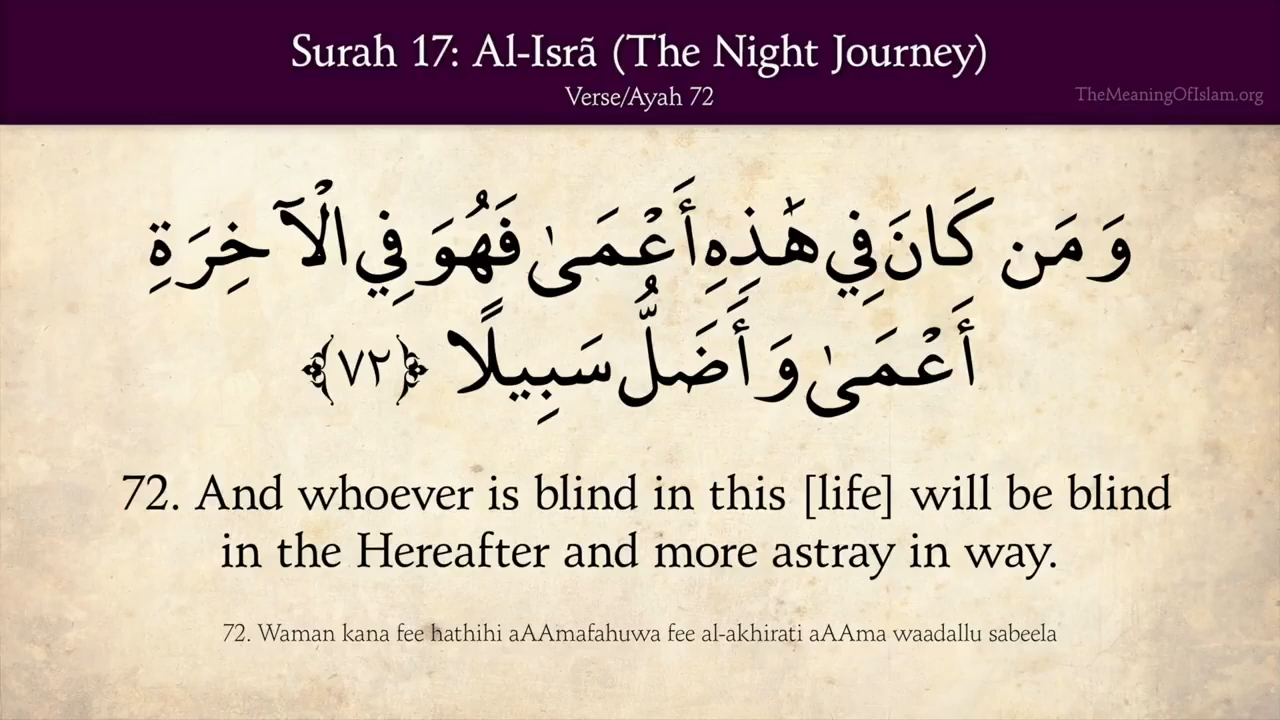 Surah 17: Al-Isrã (The Night Journey)
Verse/Ayah 72
TheMeaningOfIslam.org
وَمَن كَانَ فِي هَٰذِهِ أَعْمَىٰ فَهُوَ فِي الْآخِرَةِ
أَعْمَىٰ وَأَضَلُّ سَبِيلًا ﴿٧٢﴾
72. And whoever is blind in this [life] will be blind
in the Hereafter and more astray in way.
72. Waman kana fee hathihi aAAmafahuwa fee al-akhirati aAAma waadallu sabeela